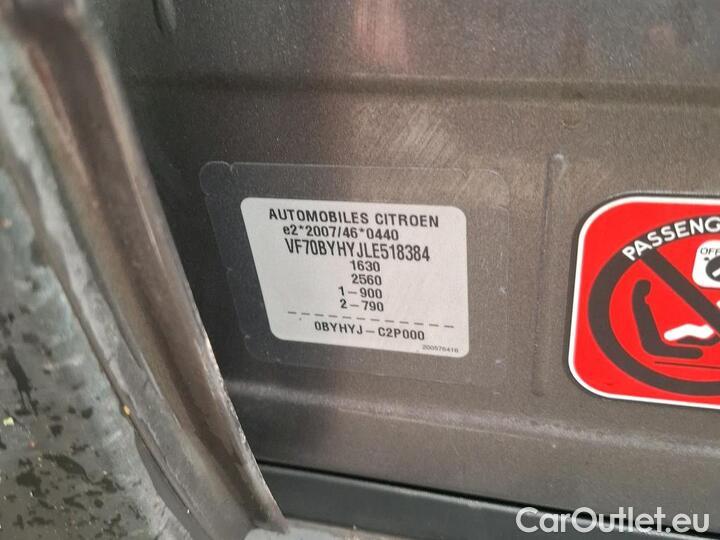 AUTOMOBILES CITROEN
e2*2007/46*0440
VF70BYHYJLE518384
1630
2560
1-900
2-790
0BYHYJ-C2P000
200576416
PASSENG
OFF
CarOutlet.eu